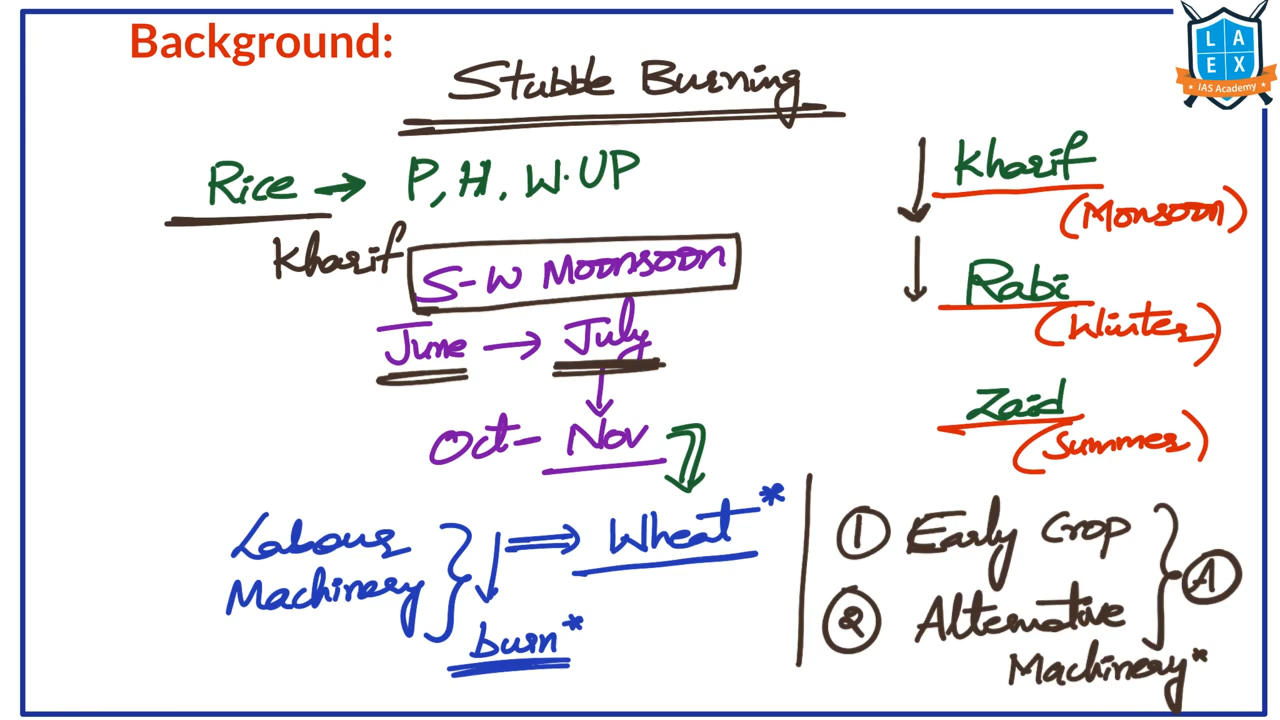 Background:
LAEX
IAS Academy
Stubble Burning
Rice → P, H, W.UP
Kharif
S-W Moonsoon
June → July
Oct- Nov
Labour
Machinery
⇒ Wheat*
burn*
Kharif
(Monsoon)
Rabi
(Winter)
Zaid
(Summer)
① Early Crop
② Alternative
Machinery*
Ⓐ